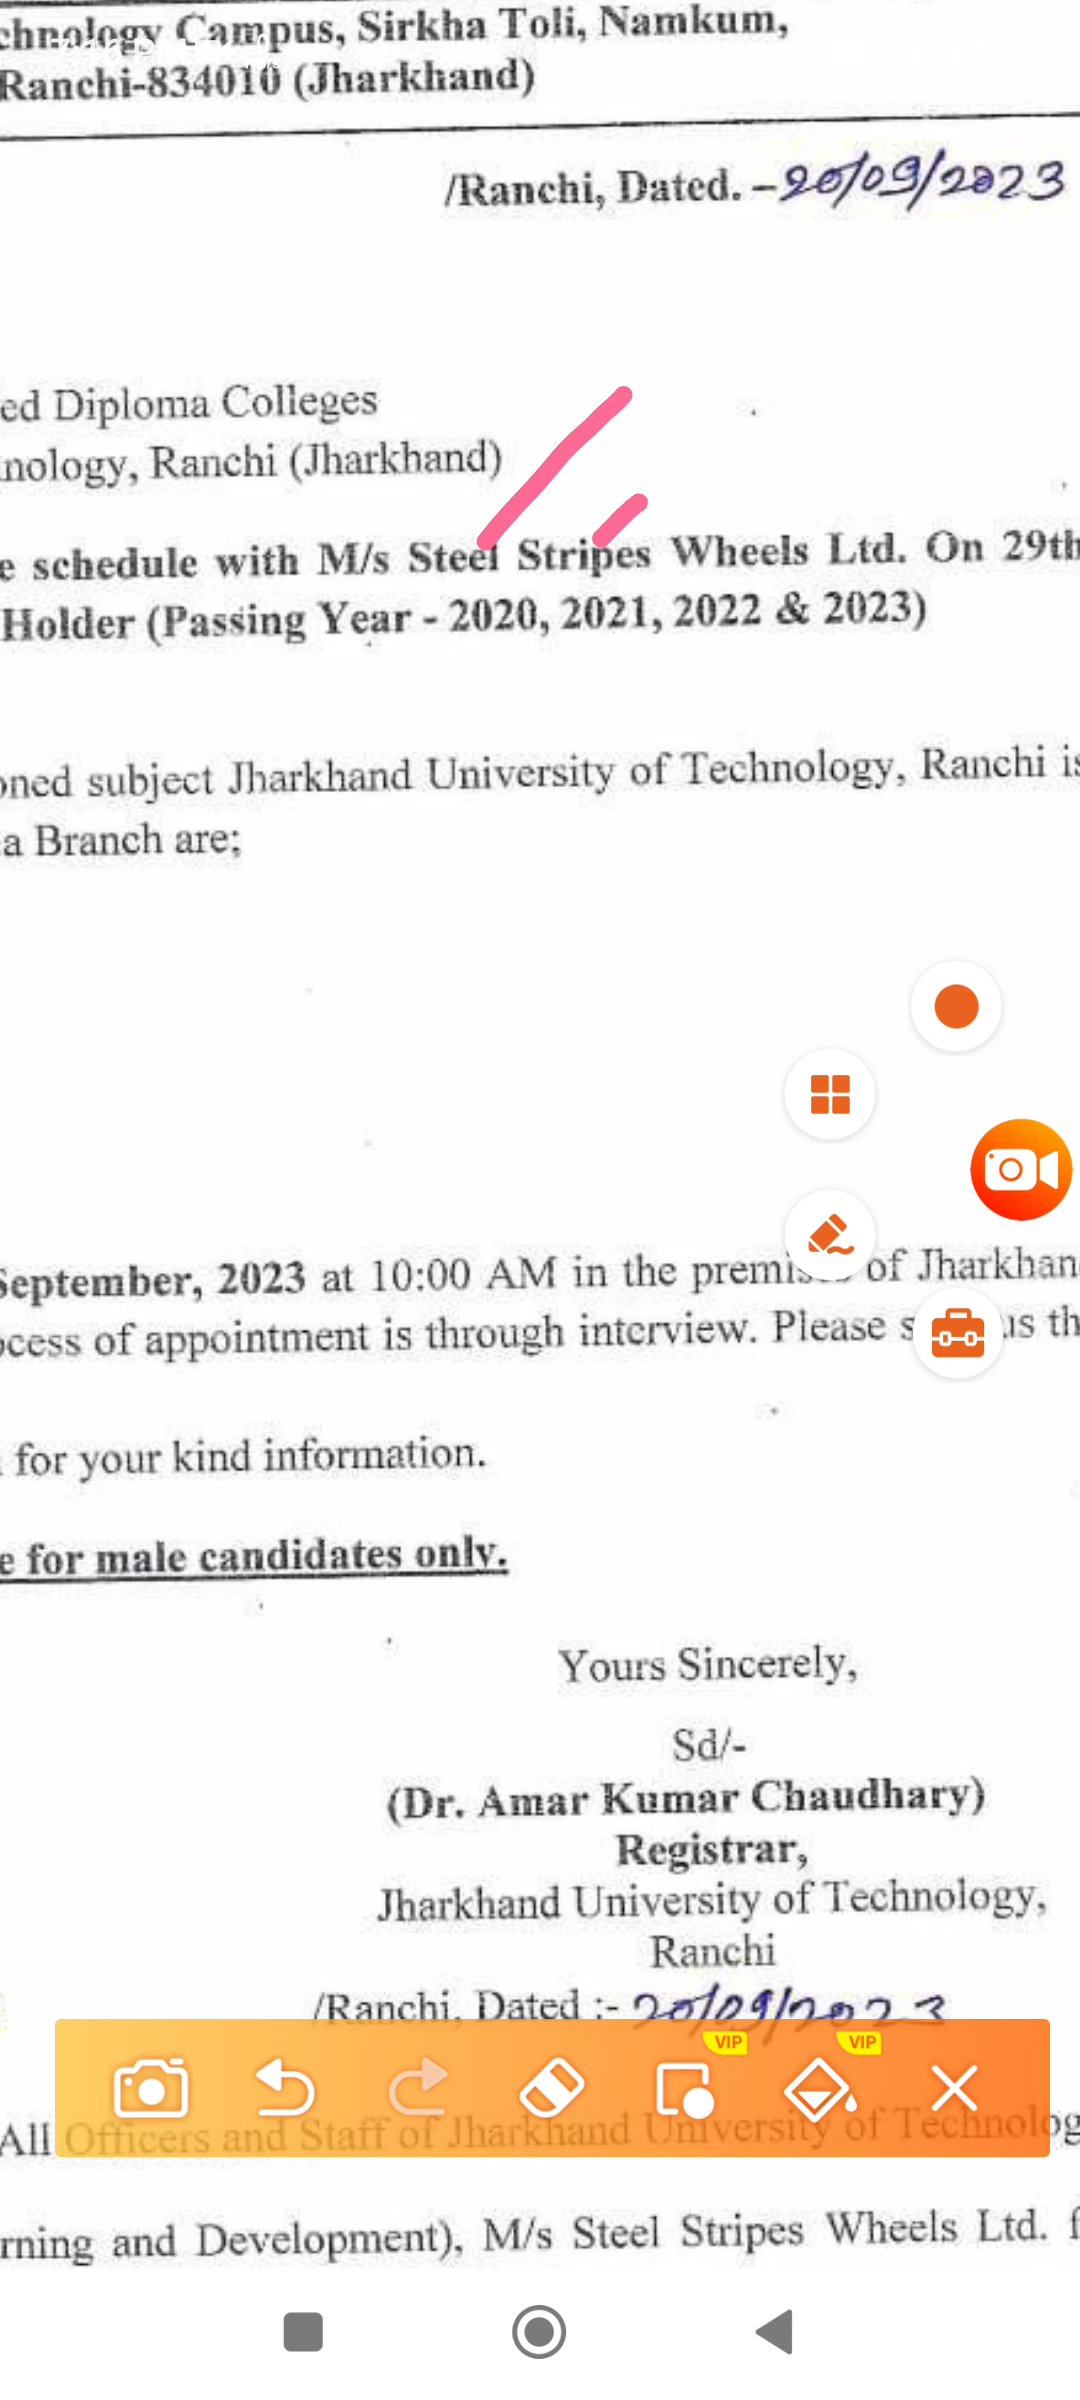 chnology Campus, Sirkha Toli, Namkum,
Ranchi-834010 (Jharkhand)
/Ranchi, Dated. - 20/09/2023
ed Diploma Colleges
nology, Ranchi (Jharkhand)
e schedule with M/s Steel Stripes Wheels Ltd. On 29th
Holder (Passing Year - 2020, 2021, 2022 & 2023)
oned subject Jharkhand University of Technology, Ranchi is
a Branch are;
September, 2023 at 10:00 AM in the premis of Jharkhan
ocess of appointment is through interview. Please s us th
for your kind information.
e for male candidates only.
Yours Sincerely,
Sd/-
(Dr. Amar Kumar Chaudhary)
Registrar,
Jharkhand University of Technology,
Ranchi
/Ranchi, Dated :- 20/09/2023
VIP VIP
All Officers and Staff of Jharkhand University of Technolog
rning and Development), M/s Steel Stripes Wheels Ltd. f